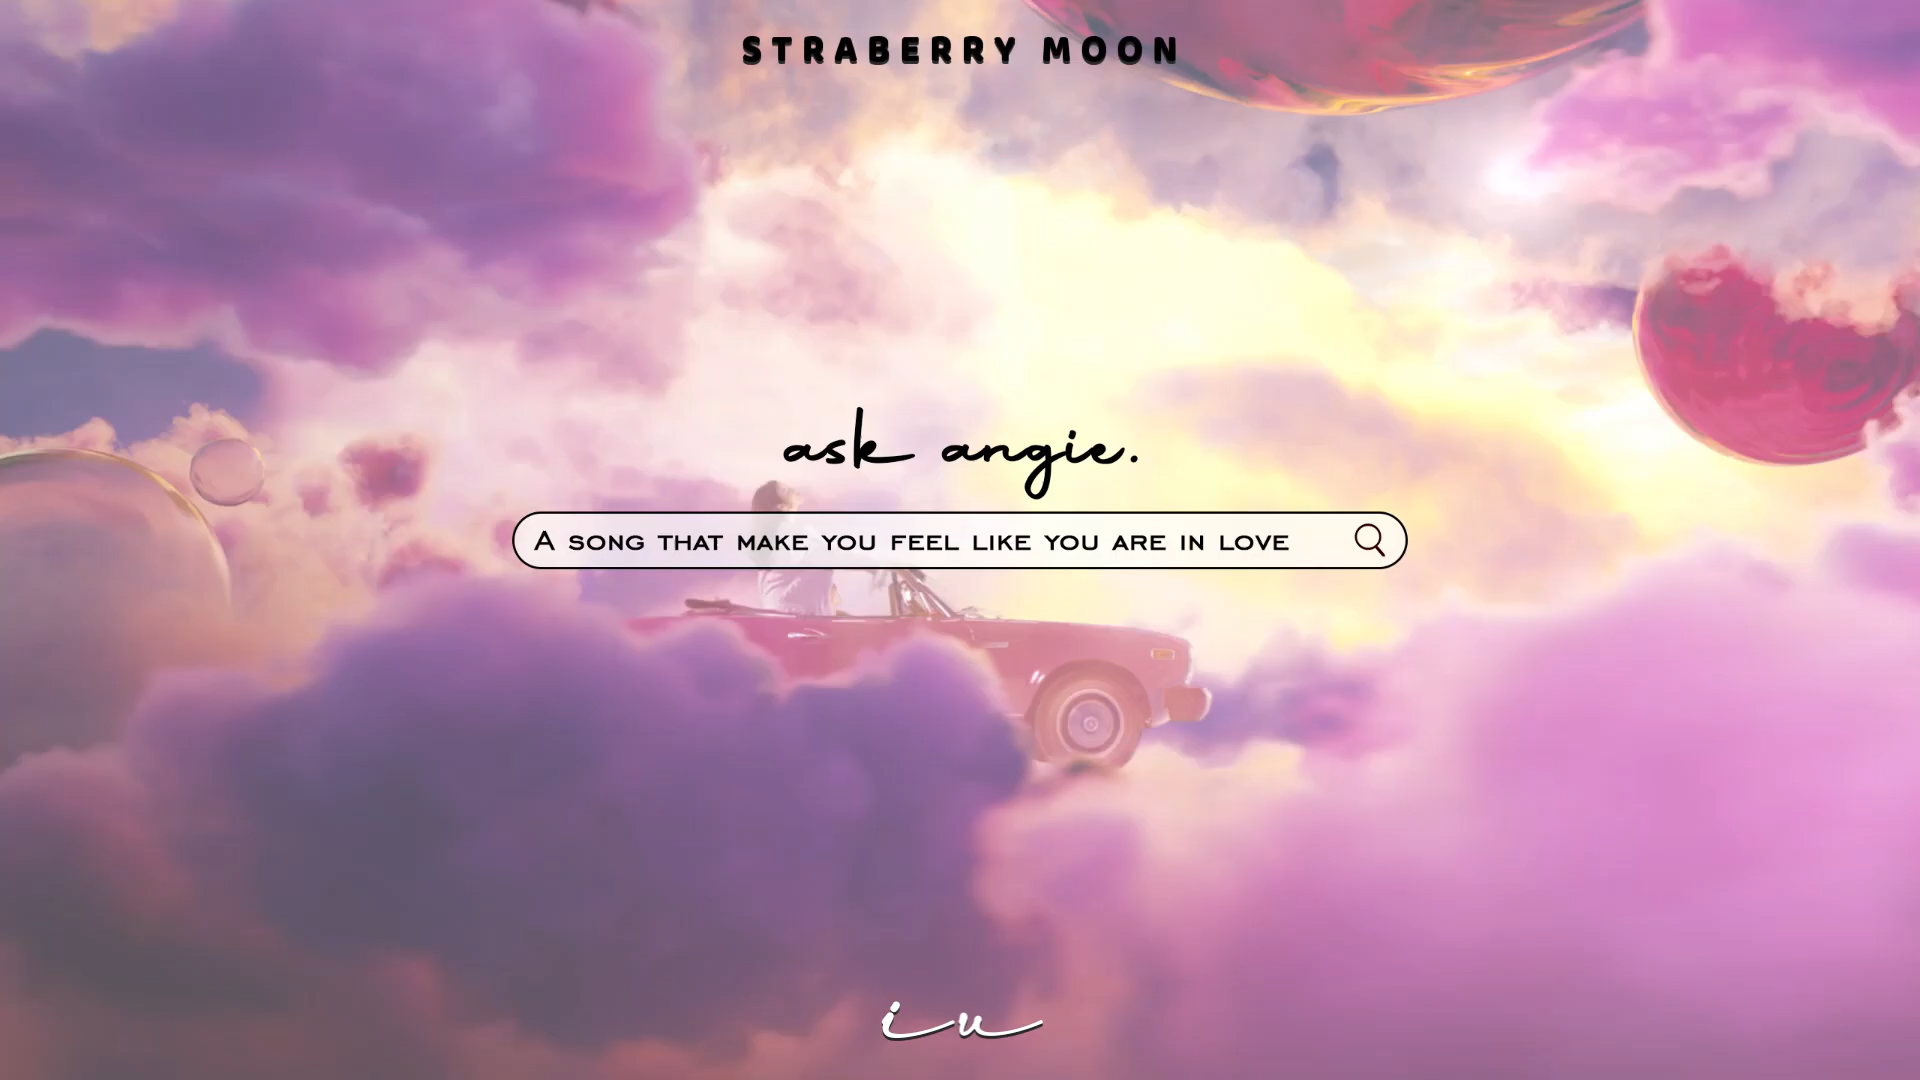 STRABERRY MOON
ask angie.
A SONG THAT MAKE YOU FEEL LIKE YOU ARE IN LOVE
iu